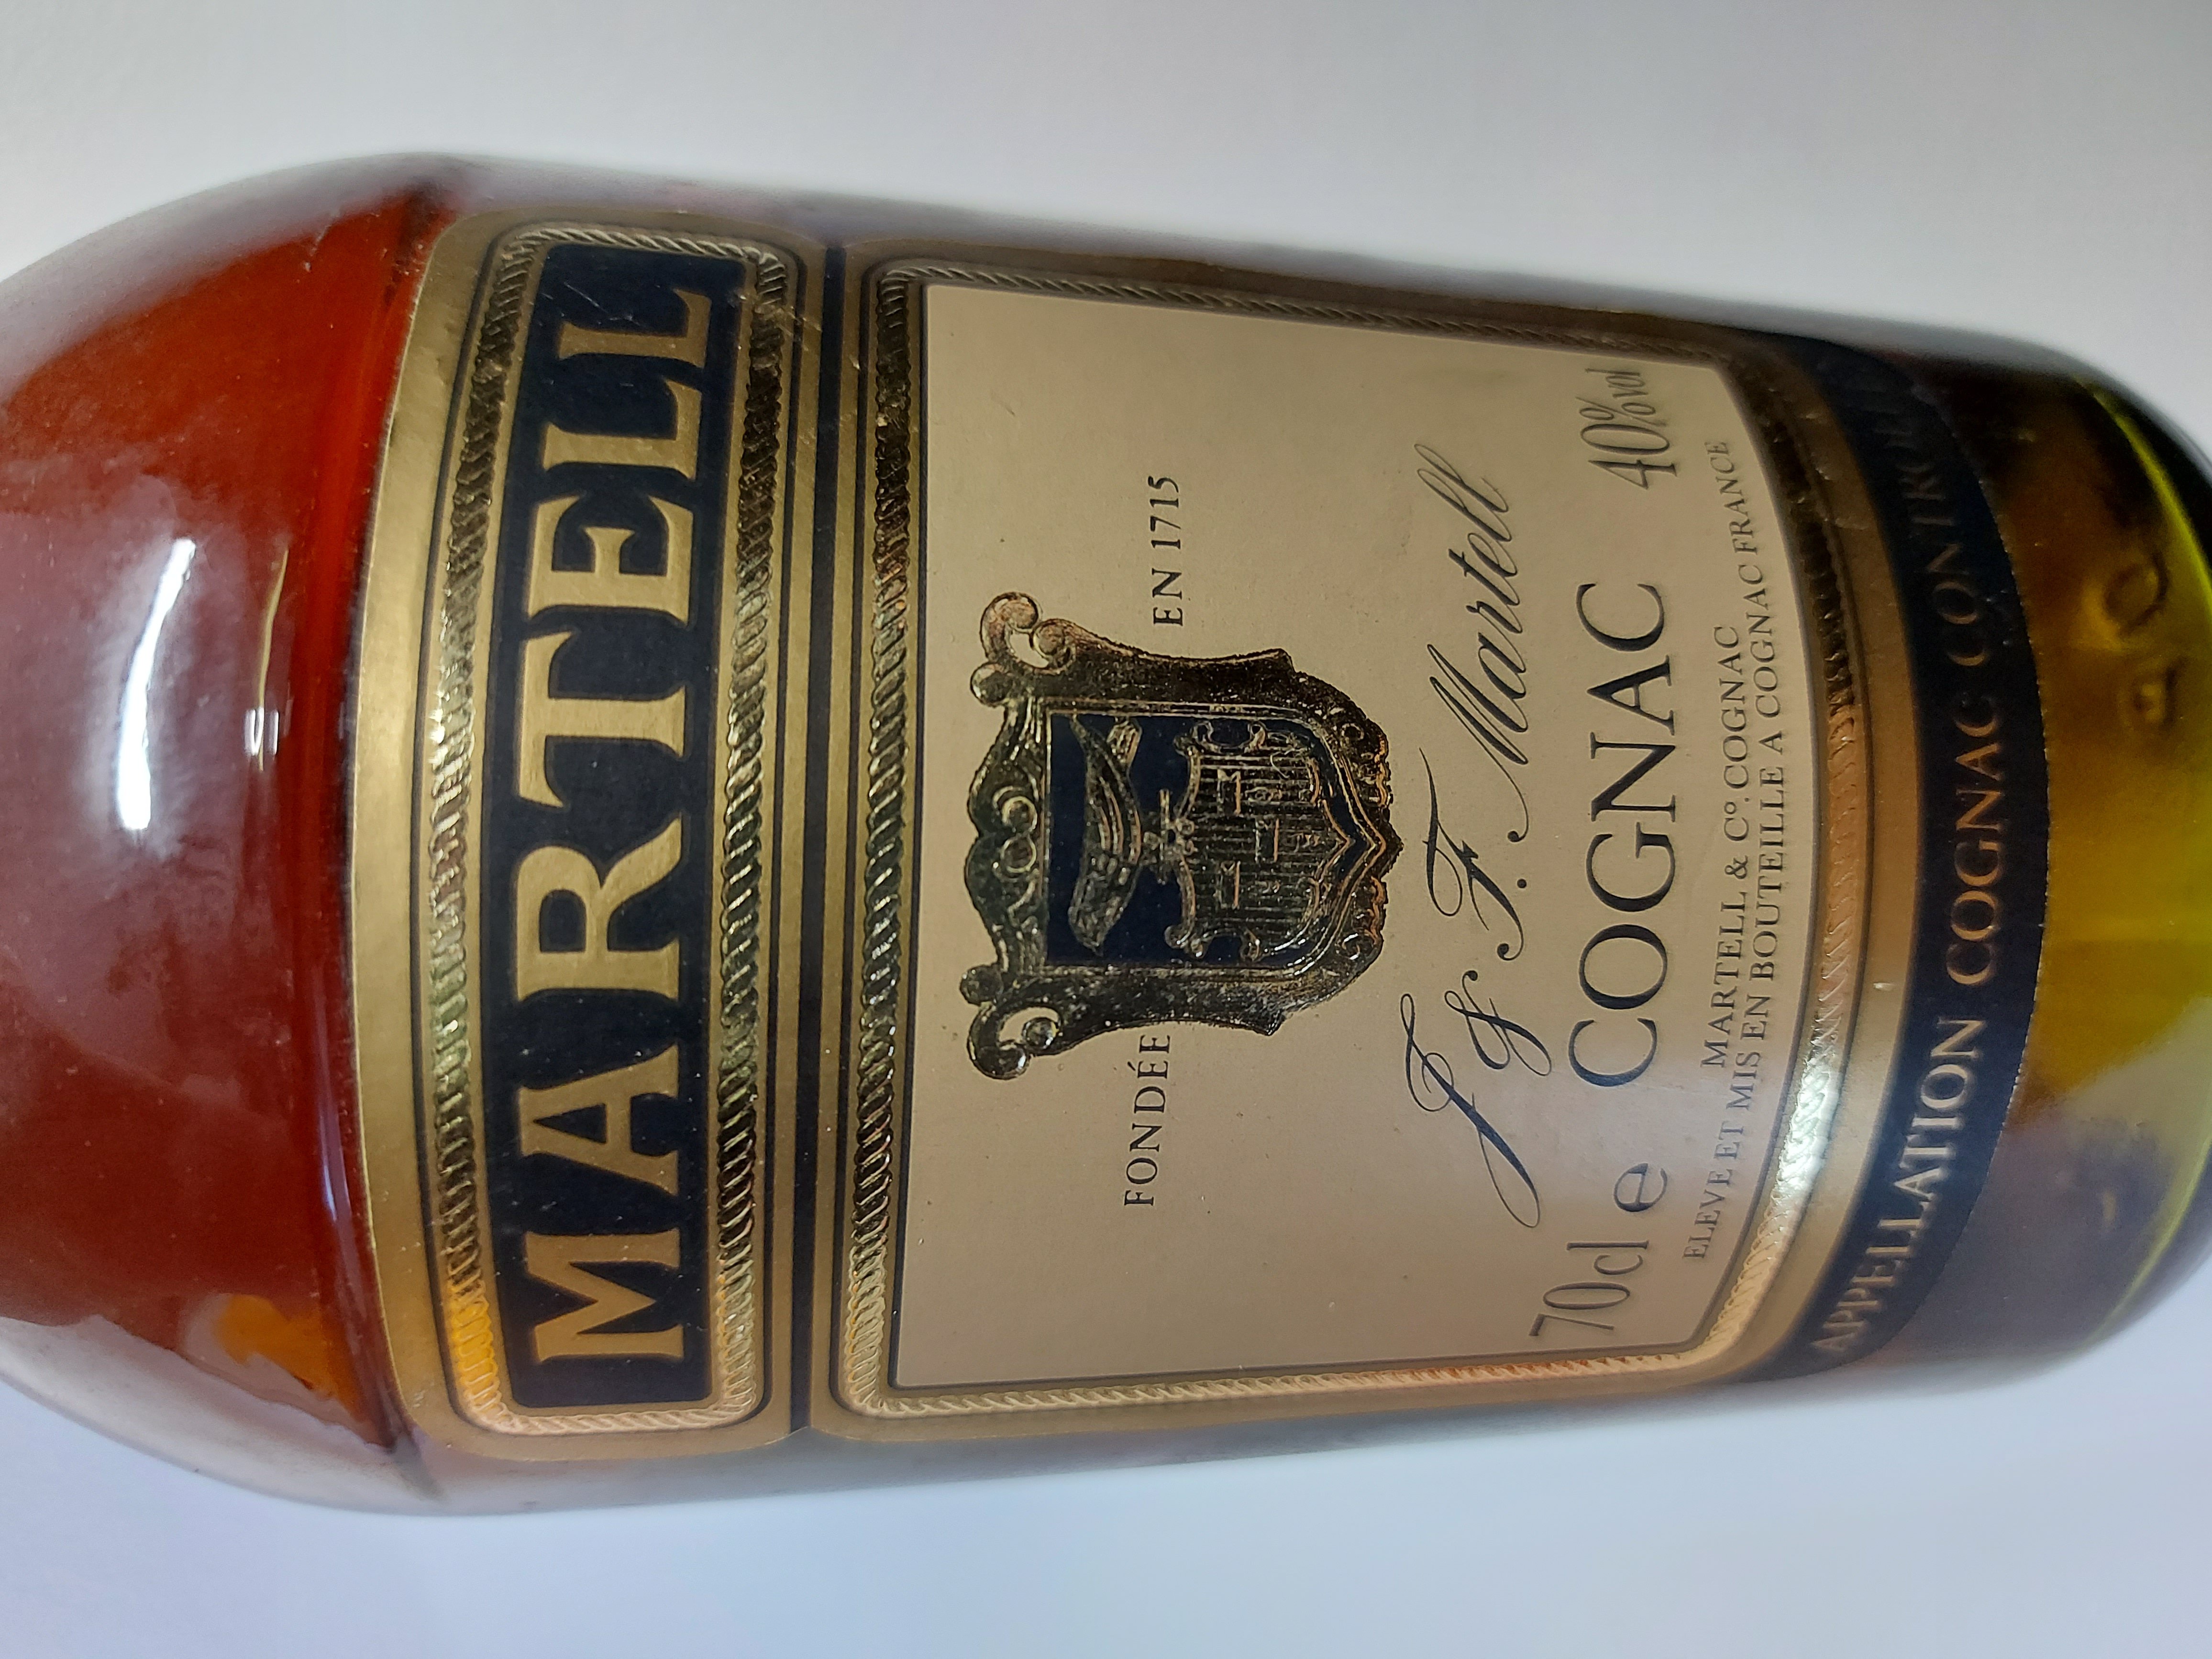 MARTELL
FONDÉE EN 1715
J & F. Martell
70cl e COGNAC 40%vol
MARTELL & Cº. COGNAC
ELEVE ET MIS EN BOUTEILLE A COGNAC FRANCE
APPELLATION COGNAC CONTROLÉE